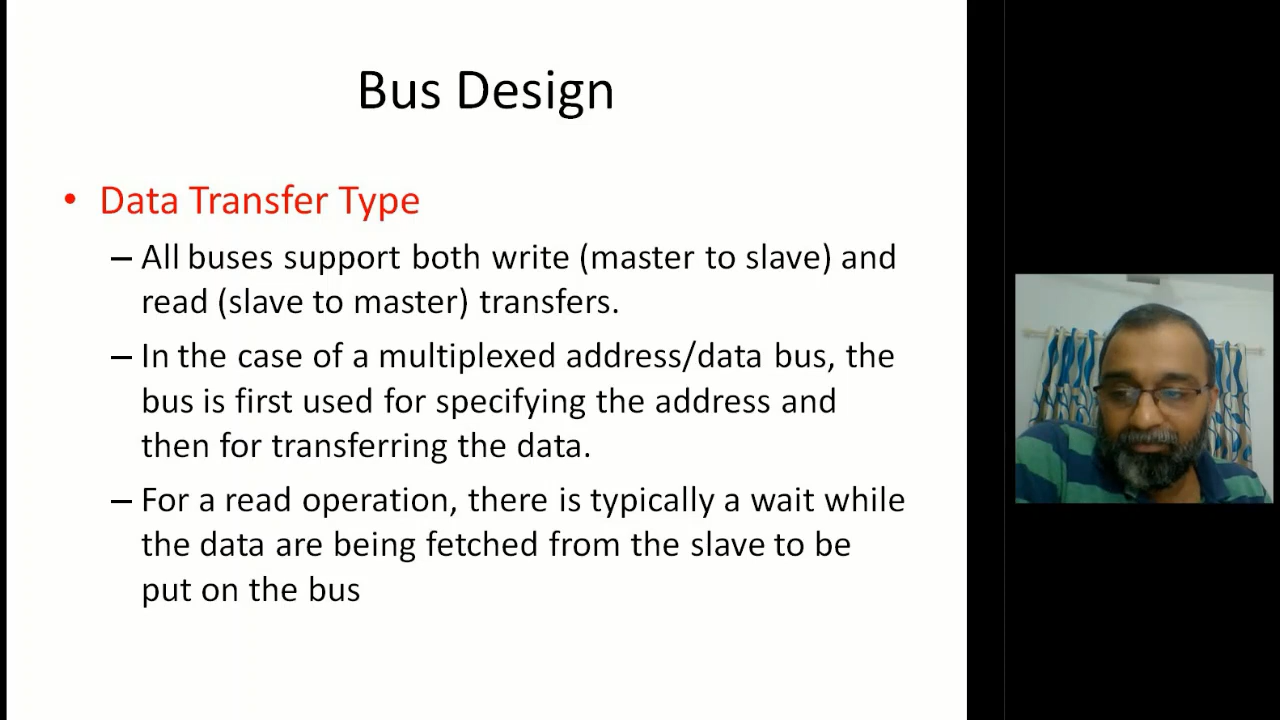 Bus Design
• Data Transfer Type
– All buses support both write (master to slave) and
read (slave to master) transfers.
– In the case of a multiplexed address/data bus, the
bus is first used for specifying the address and
then for transferring the data.
– For a read operation, there is typically a wait while
the data are being fetched from the slave to be
put on the bus